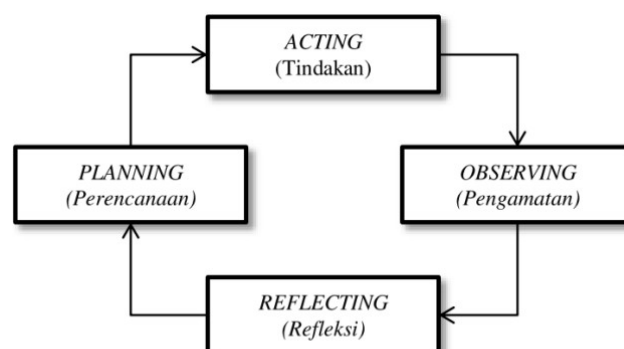 ACTING
(Tindakan)
PLANNING
(Perencanaan)
OBSERVING
(Pengamatan)
REFLECTING
(Refleksi)